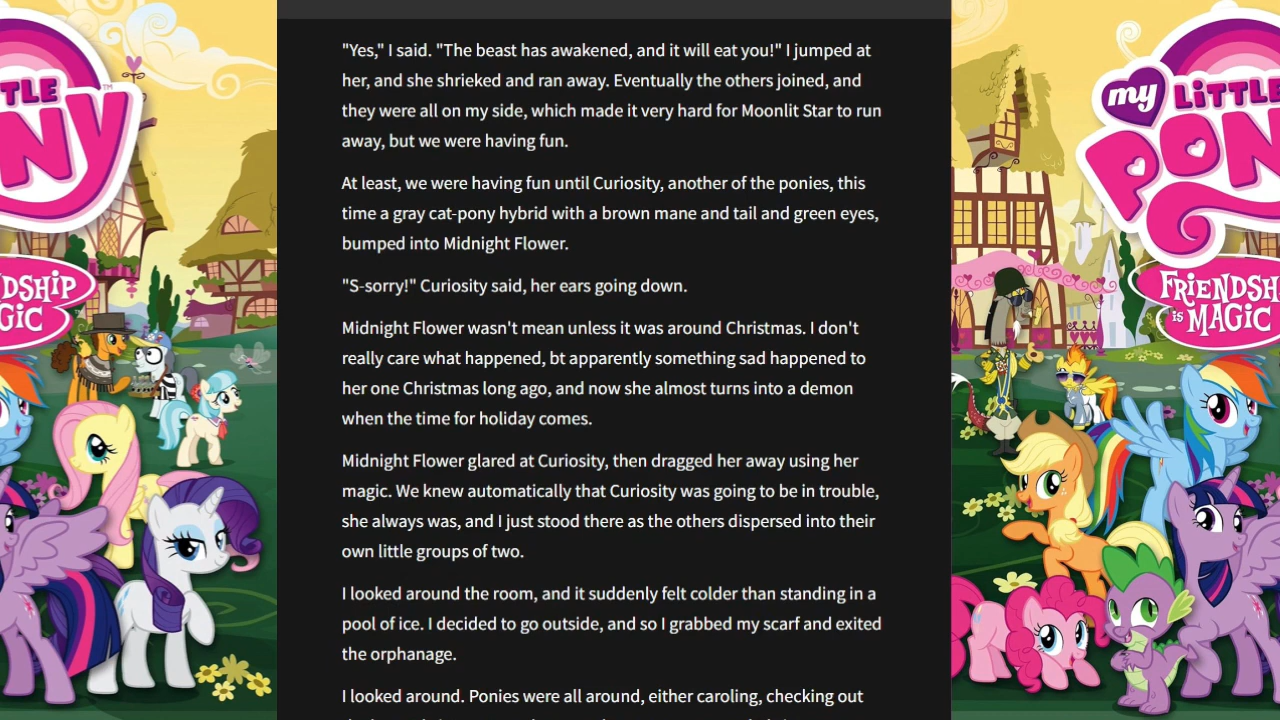 "Yes," I said. "The beast has awakened, and it will eat you!" I jumped at
her, and she shrieked and ran away. Eventually the others joined, and
they were all on my side, which made it very hard for Moonlit Star to run
away, but we were having fun.
At least, we were having fun until Curiosity, another of the ponies, this
time a gray cat-pony hybrid with a brown mane and tail and green eyes,
bumped into Midnight Flower.
"S-sorry!" Curiosity said, her ears going down.
Midnight Flower wasn't mean unless it was around Christmas. I don't
really care what happened, bt apparently something sad happened to
her one Christmas long ago, and now she almost turns into a demon
when the time for holiday comes.
Midnight Flower glared at Curiosity, then dragged her away using her
magic. We knew automatically that Curiosity was going to be in trouble,
she always was, and I just stood there as the others dispersed into their
own little groups of two.
I looked around the room, and it suddenly felt colder than standing in a
pool of ice. I decided to go outside, and so I grabbed my scarf and exited
the orphanage.
I looked around. Ponies were all around, either caroling, checking out
TLE
NY
TM
NDSHIP
GIC
my LITTLE
PON
FRIENDSH
is MAGIC